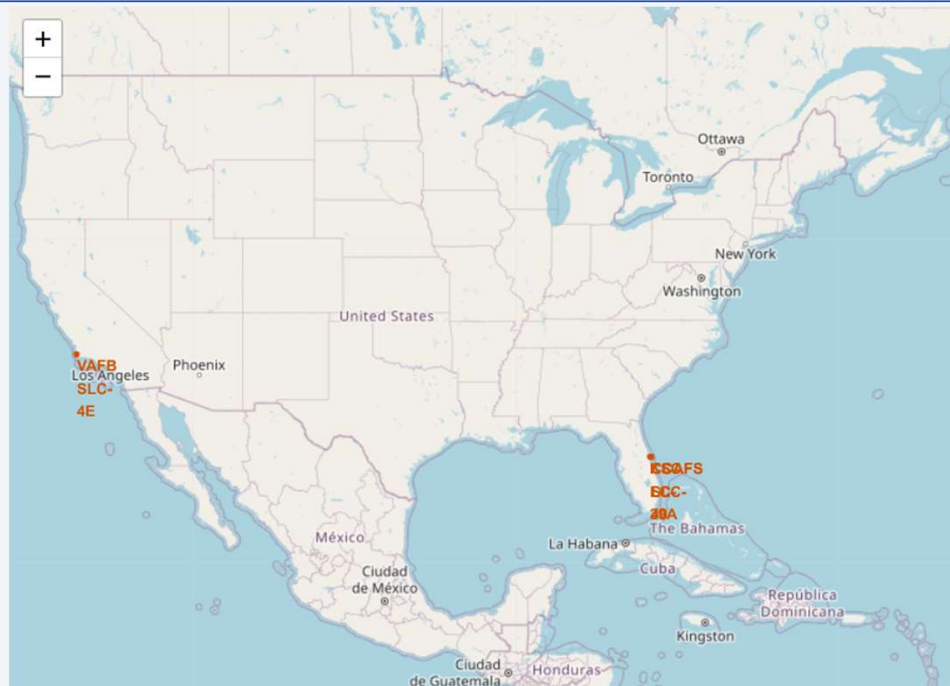 +
−
Ottawa
Toronto
New York
Washington
United States
VAFB
Los Angeles
SLC-
4E
Phoenix
The Bahamas
México
La Habana
Cuba
Ciudad
de México
República
Dominicana
Kingston
Ciudad
de Guatemala
Honduras